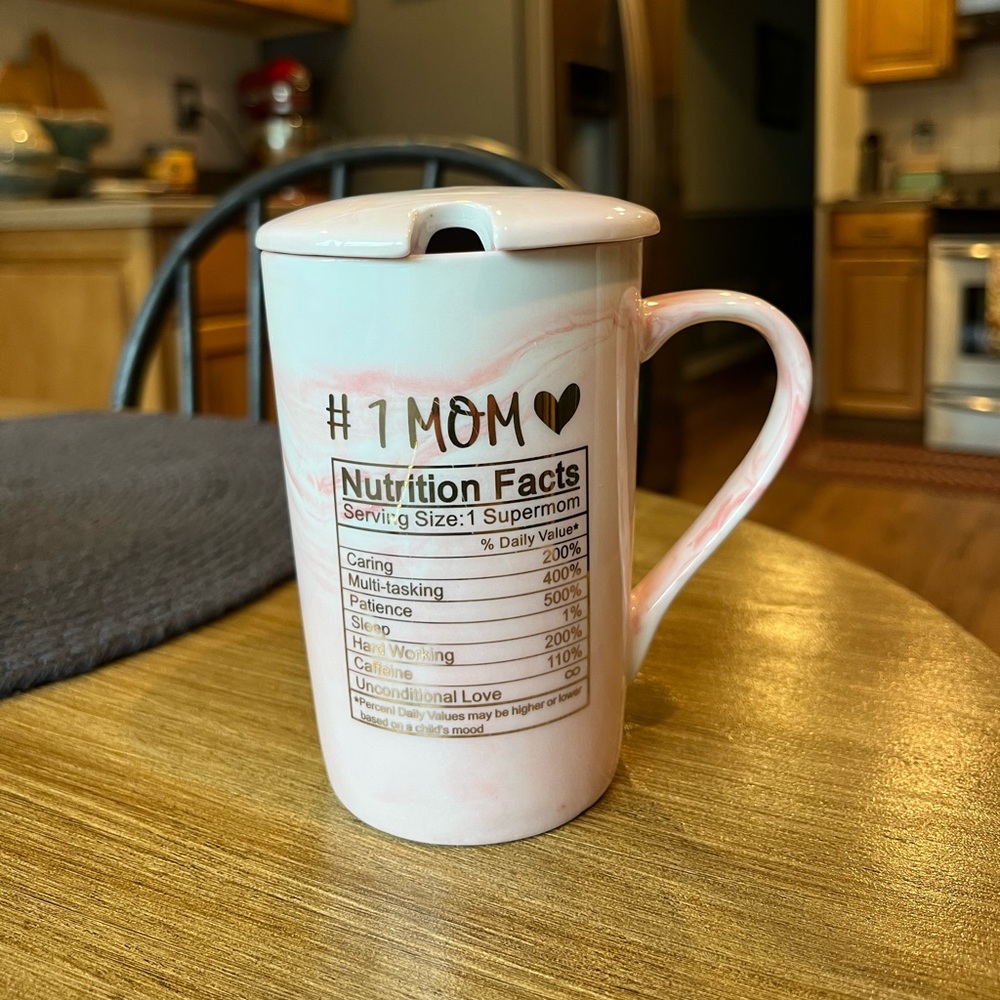 # 1 MOM
Nutrition Facts
Serving Size:1 Supermom
% Daily Value*
Caring 200%
Multi-tasking 400%
Patience 500%
Sleep 1%
Hard Working 200%
Caffeine 110%
Unconditional Love ∞
*Percent Daily Values may be higher or lower
based on a child's mood